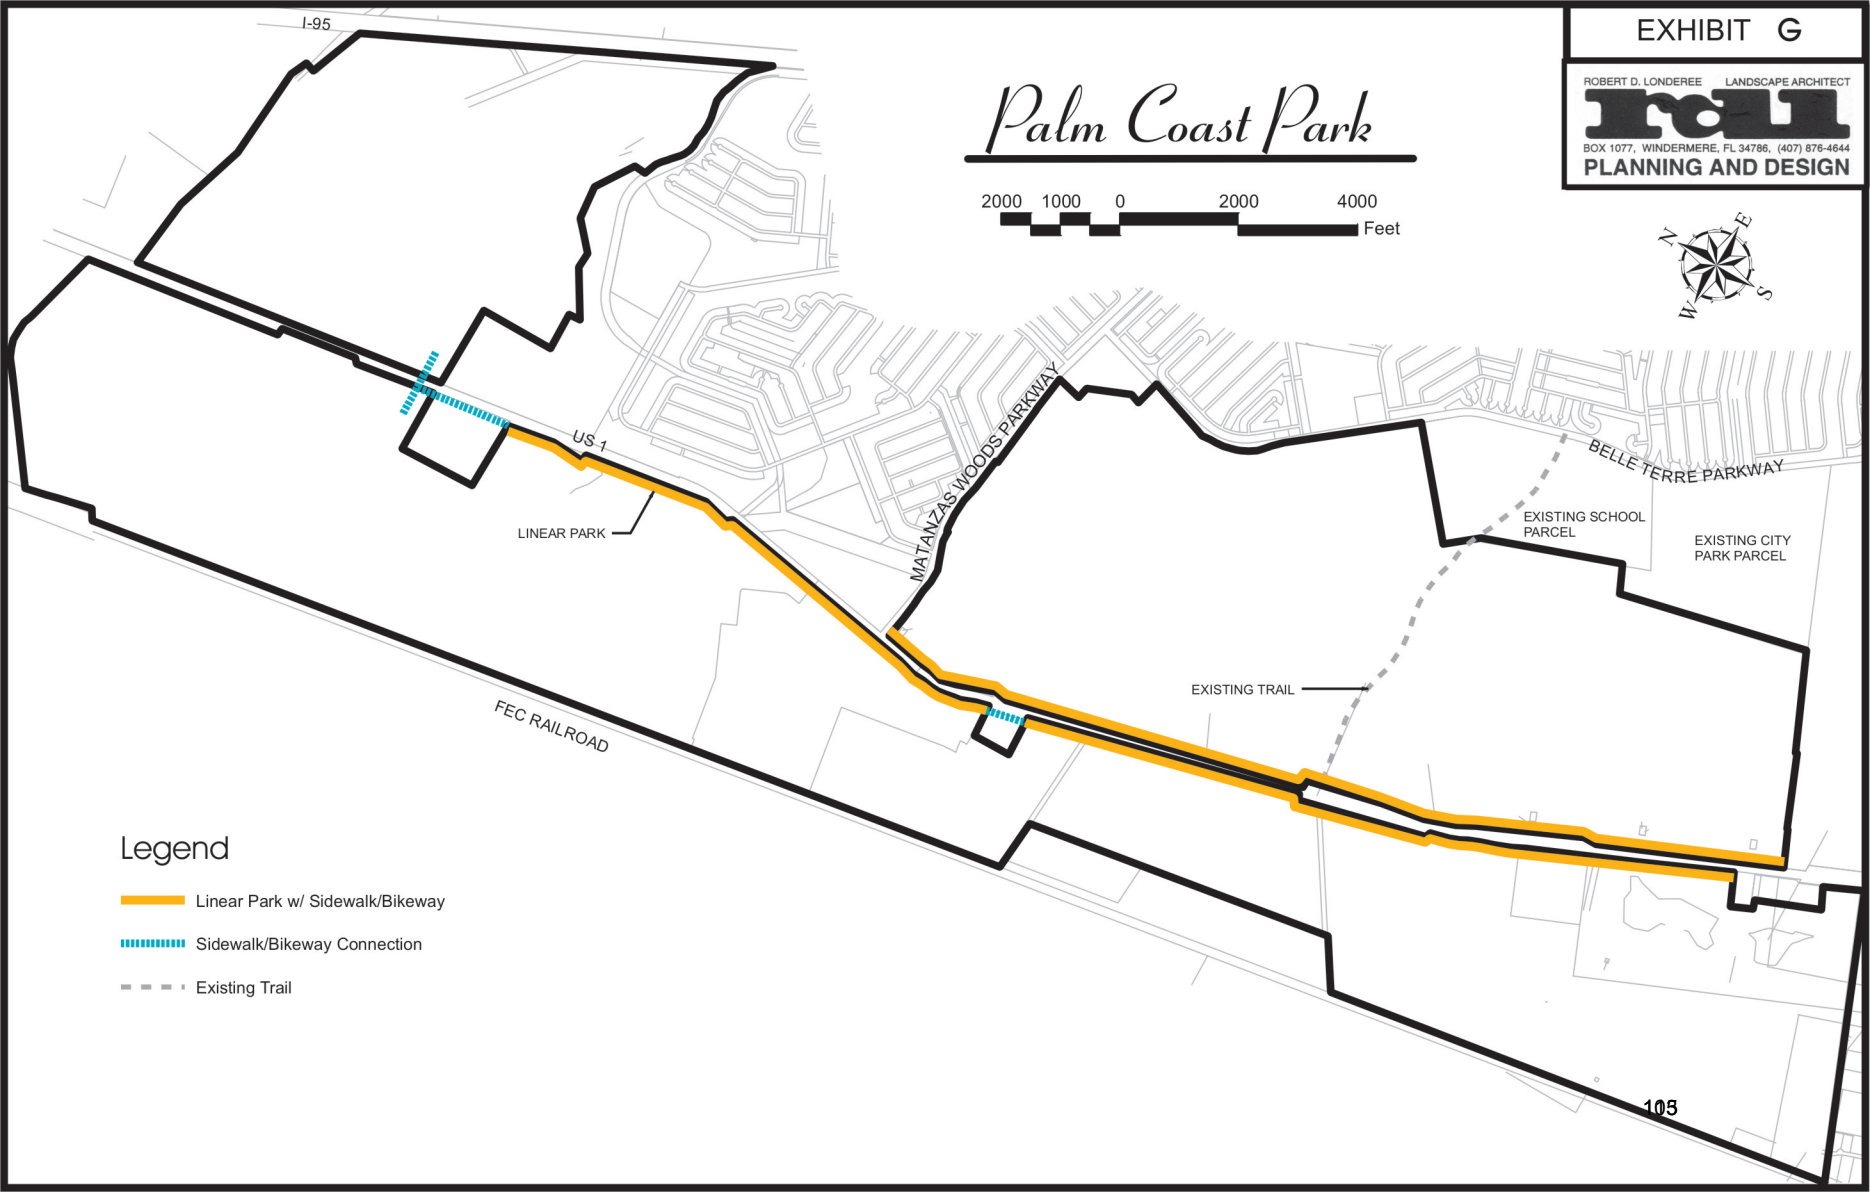 I-95
EXHIBIT G
ROBERT D. LONDEREE LANDSCAPE ARCHITECT
rdll
BOX 1077, WINDERMERE, FL 34786, (407) 876-4644
PLANNING AND DESIGN
Palm Coast Park
2000 1000 0 2000 4000
Feet
N
E
W
S
US 1
MATANZAS WOODS PARKWAY
BELLE TERRE PARKWAY
LINEAR PARK
EXISTING SCHOOL
PARCEL
EXISTING CITY
PARK PARCEL
EXISTING TRAIL
FEC RAILROAD
Legend
Linear Park w/ Sidewalk/Bikeway
Sidewalk/Bikeway Connection
Existing Trail